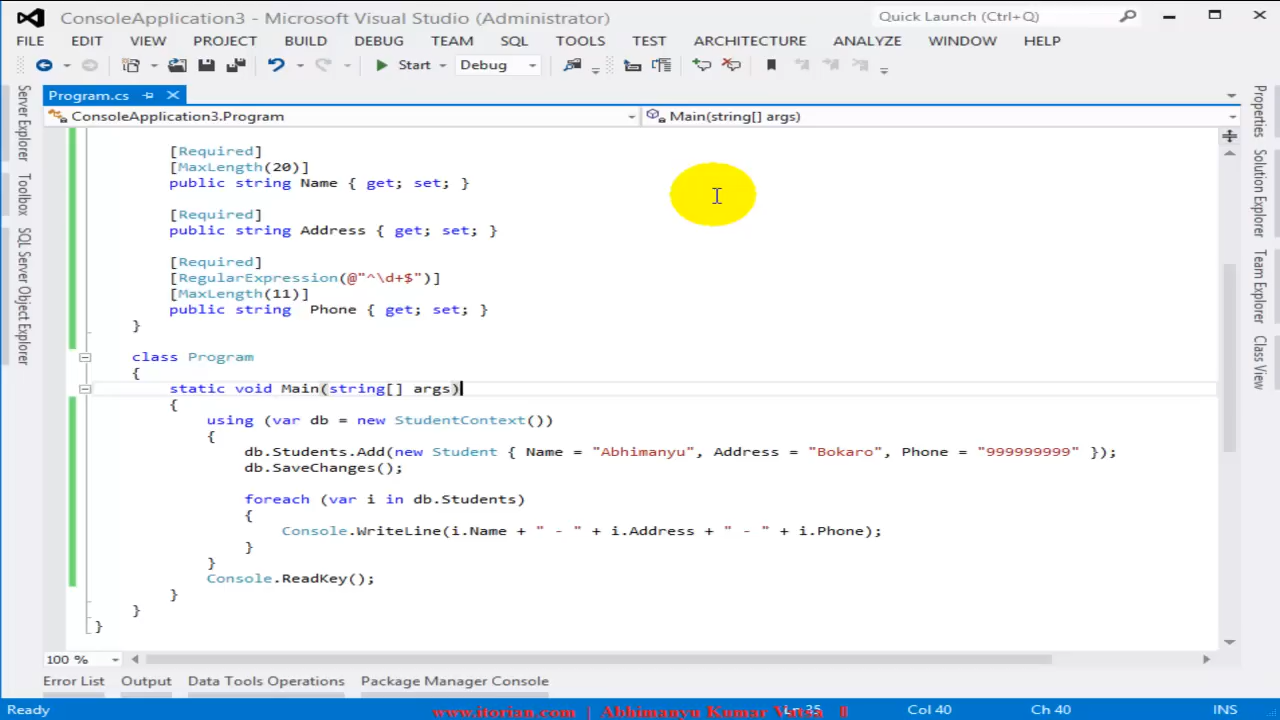 ConsoleApplication3 - Microsoft Visual Studio (Administrator)
Quick Launch (Ctrl+Q)
FILE EDIT VIEW PROJECT BUILD DEBUG TEAM SQL TOOLS TEST ARCHITECTURE ANALYZE WINDOW HELP
Start Debug
Program.cs
ConsoleApplication3.Program
Main(string[] args)
Server Explorer
Toolbox
SQL Server Object Explorer
[Required]
[MaxLength(20)]
public string Name { get; set; }
[Required]
public string Address { get; set; }
[Required]
[RegularExpression(@"^\d+$")]
[MaxLength(11)]
public string  Phone { get; set; }
}
class Program
{
static void Main(string[] args)
{
using (var db = new StudentContext())
{
db.Students.Add(new Student { Name = "Abhimanyu", Address = "Bokaro", Phone = "999999999" });
db.SaveChanges();
foreach (var i in db.Students)
{
Console.WriteLine(i.Name + " - " + i.Address + " - " + i.Phone);
}
}
Console.ReadKey();
}
}
}
Properties
Solution Explorer
Team Explorer
Class View
100 %
Error List Output Data Tools Operations Package Manager Console
Ready Ln 35 Col 40 Ch 40 INS
www.itorian.com | Abhimanyu Kumar Vatsa ||